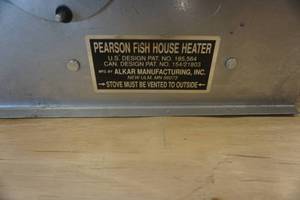 PEARSON FISH HOUSE HEATER
U.S. DESIGN PAT. NO. 185,564
CAN. DESIGN PAT. NO. 154/21803
MFG. BY ALKAR MANUFACTURING, INC.
NEW ULM, MN 56073
→STOVE MUST BE VENTED TO OUTSIDE←